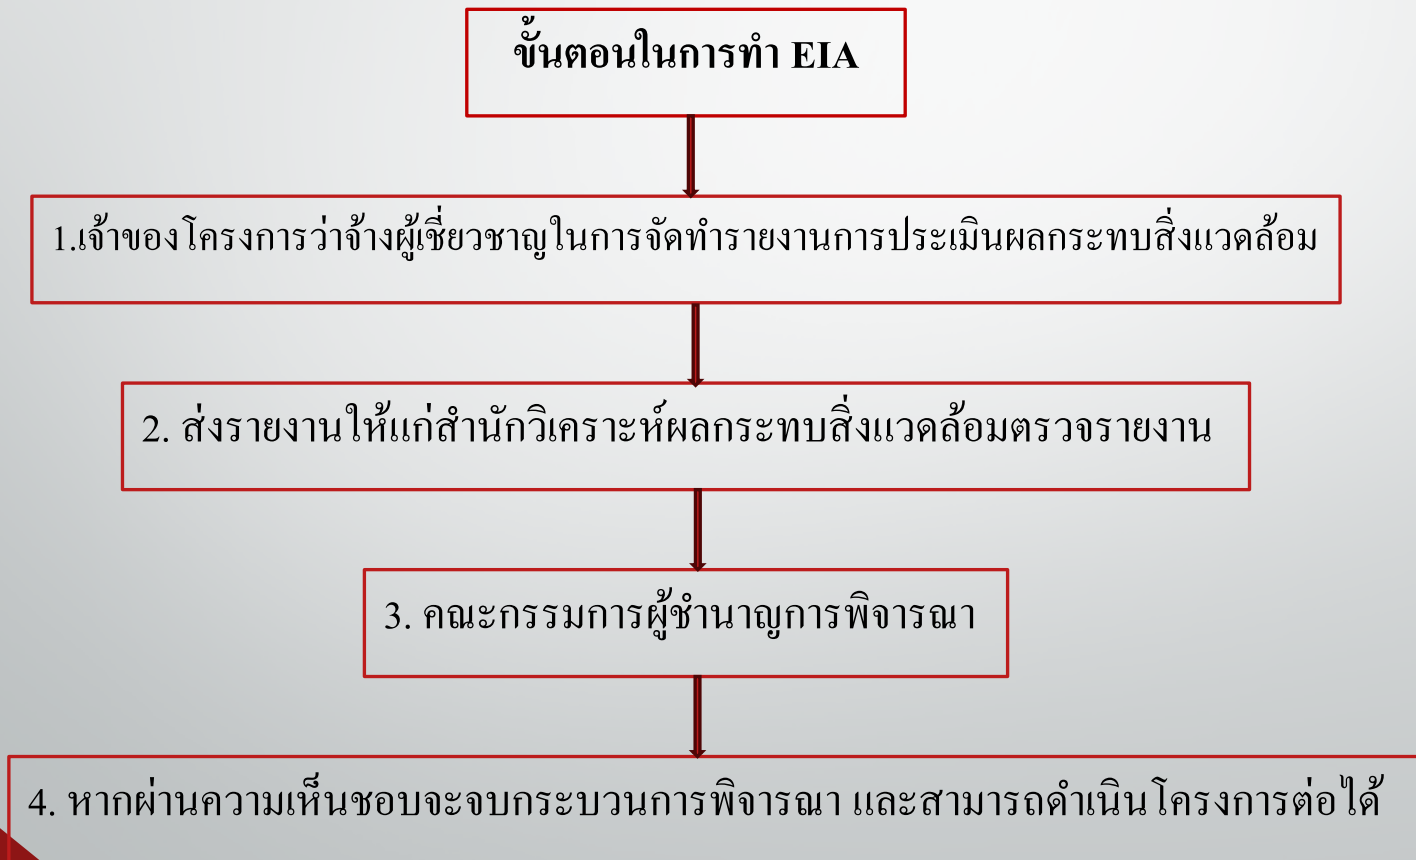 ขั้นตอนในการทำ EIA
1.เจ้าของโครงการว่าจ้างผู้เชี่ยวชาญในการจัดทำรายงานการประเมินผลกระทบสิ่งแวดล้อม
2. ส่งรายงานให้แก่สำนักวิเคราะห์ผลกระทบสิ่งแวดล้อมตรวจรายงาน
3. คณะกรรมการผู้ชำนาญการพิจารณา
4. หากผ่านความเห็นชอบจะจบกระบวนการพิจารณา และสามารถดำเนินโครงการต่อได้